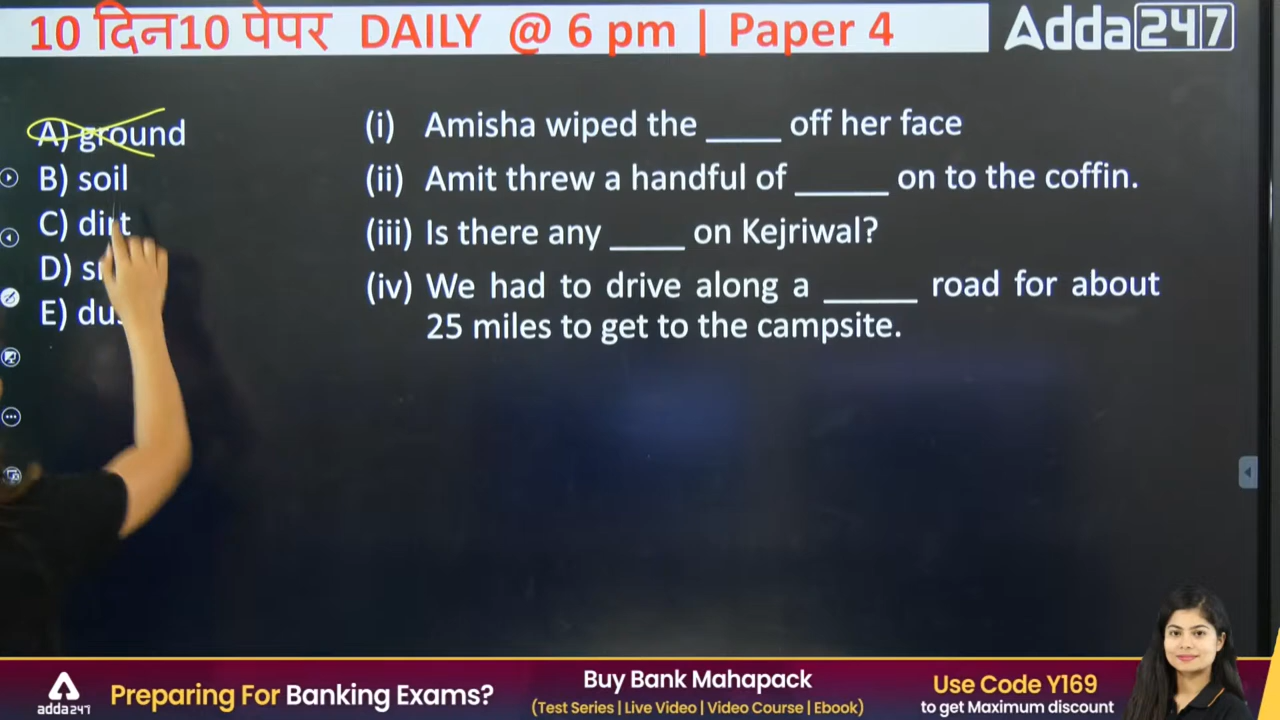 10 दिन10 पेपर DAILY @ 6 pm | Paper 4
Adda247
A) ground
B) soil
C) dirt
D)
E)
(i) Amisha wiped the ____ off her face
(ii) Amit threw a handful of _____ on to the coffin.
(iii) Is there any ____ on Kejriwal?
(iv) We had to drive along a _____ road for about
25 miles to get to the campsite.
adda247
Preparing For Banking Exams?
Buy Bank Mahapack
(Test Series | Live Video | Video Course | Ebook)
Use Code Y169
to get Maximum discount